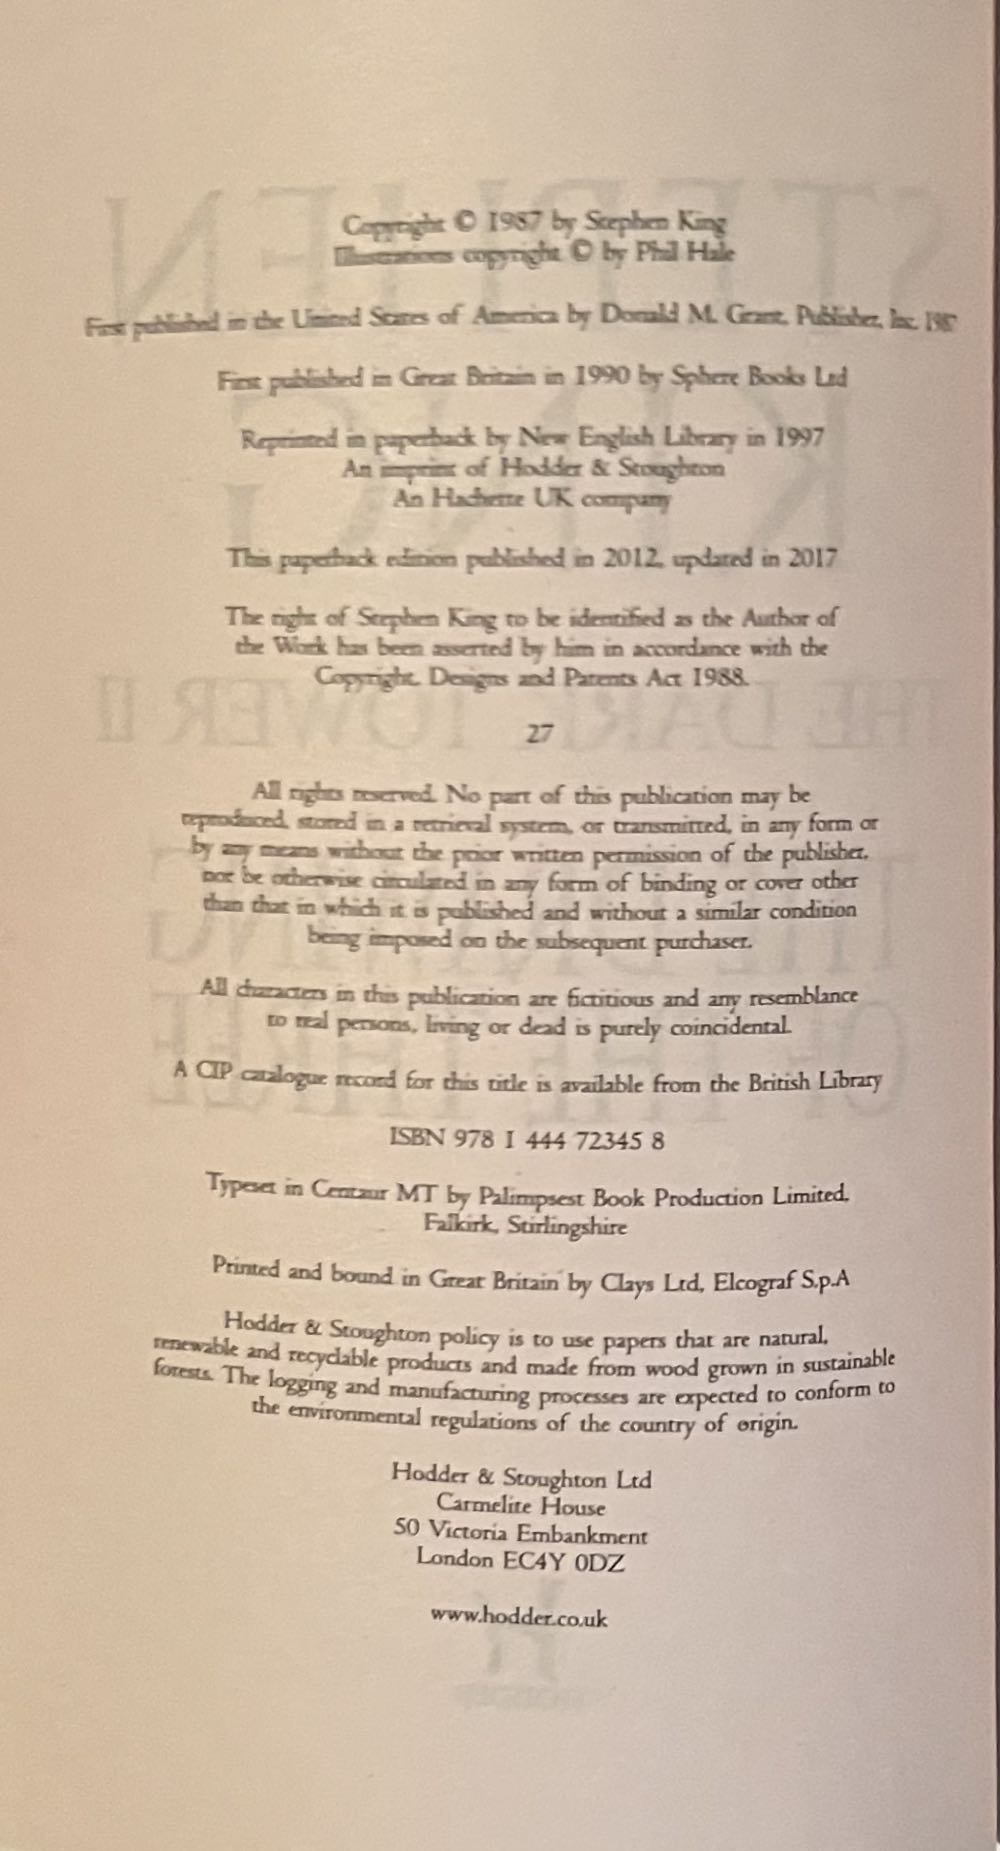 Copyright © 1987 by Stephen King
Illustrations copyright © by Phil Hale
First published in the United States of America by Donald M. Grant, Publisher, Inc. 1987
First published in Great Britain in 1990 by Sphere Books Ltd
Reprinted in paperback by New English Library in 1997
An imprint of Hodder & Stoughton
An Hachette UK company
This paperback edition published in 2012, updated in 2017
The right of Stephen King to be identified as the Author of
the Work has been asserted by him in accordance with the
Copyright, Designs and Patents Act 1988.
27
All rights reserved. No part of this publication may be
reproduced, stored in a retrieval system, or transmitted, in any form or
by any means without the prior written permission of the publisher,
nor be otherwise circulated in any form of binding or cover other
than that in which it is published and without a similar condition
being imposed on the subsequent purchaser.
All characters in this publication are fictitious and any resemblance
to real persons, living or dead is purely coincidental.
A CIP catalogue record for this title is available from the British Library
ISBN 978 1 444 72345 8
Typeset in Centaur MT by Palimpsest Book Production Limited,
Falkirk, Stirlingshire
Printed and bound in Great Britain by Clays Ltd, Elcograf S.p.A
Hodder & Stoughton policy is to use papers that are natural,
renewable and recyclable products and made from wood grown in sustainable
forests. The logging and manufacturing processes are expected to conform to
the environmental regulations of the country of origin.
Hodder & Stoughton Ltd
Carmelite House
50 Victoria Embankment
London EC4Y 0DZ
www.hodder.co.uk
STEPHEN
KING
THE DARK TOWER II
THE DRAWING
OF THE THREE